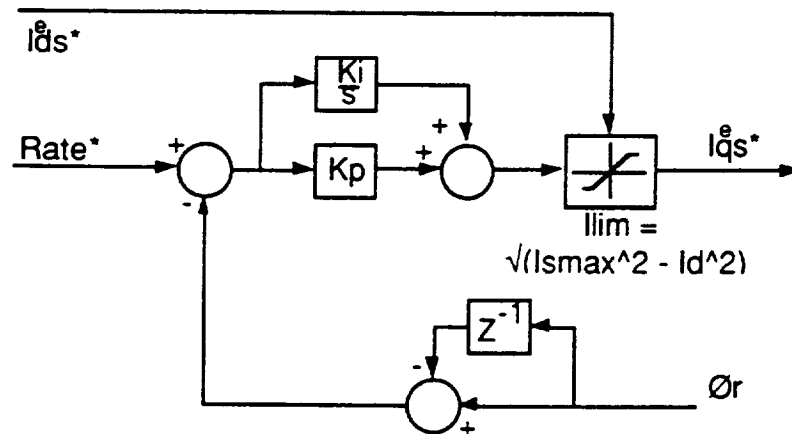 Ids^e*
Ki
s
+
+
Rate*
+
Kp
Iqs^e*
-
Ilim =
√(Ismax^2 - Id^2)
Z^-1
-
Ør
+